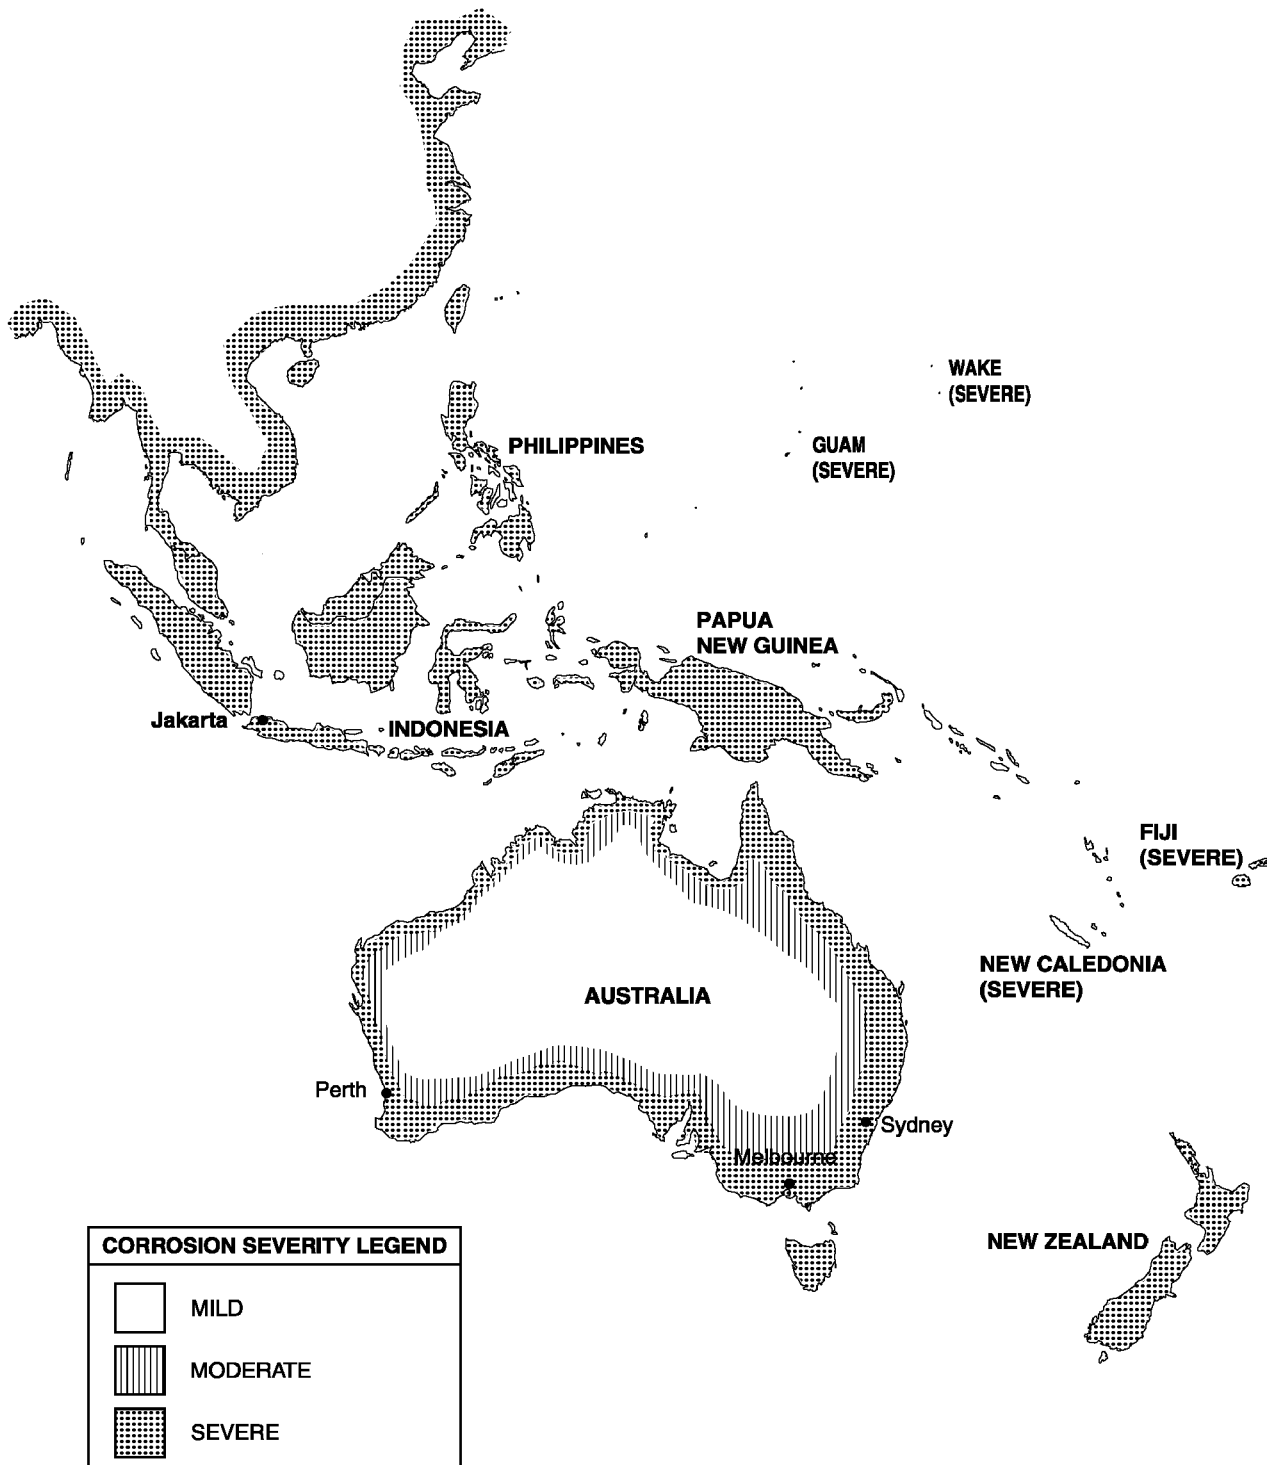 WAKE
(SEVERE)
PHILIPPINES
GUAM
(SEVERE)
PAPUA
NEW GUINEA
Jakarta
INDONESIA
FIJI
(SEVERE)
NEW CALEDONIA
(SEVERE)
AUSTRALIA
Perth
Sydney
Melbourne
NEW ZEALAND
CORROSION SEVERITY LEGEND
MILD
MODERATE
SEVERE